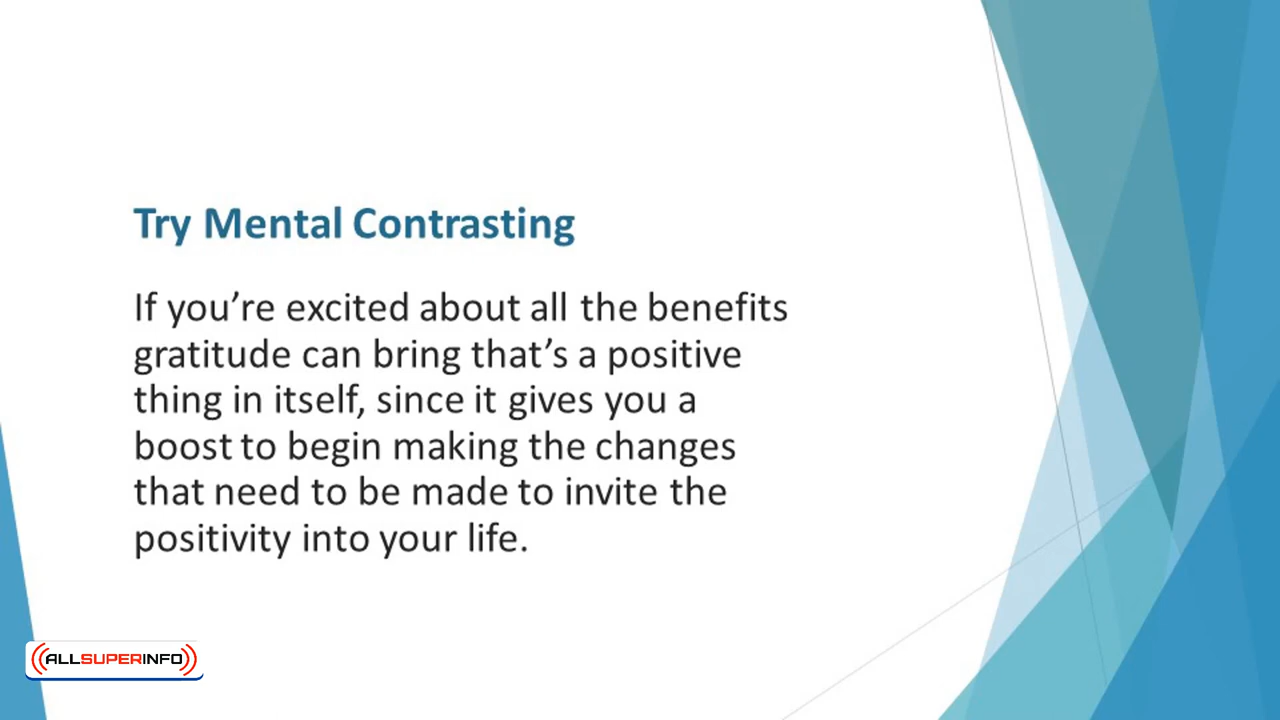 Try Mental Contrasting
If you’re excited about all the benefits
gratitude can bring that’s a positive
thing in itself, since it gives you a
boost to begin making the changes
that need to be made to invite the
positivity into your life.
ALLSUPERINFO